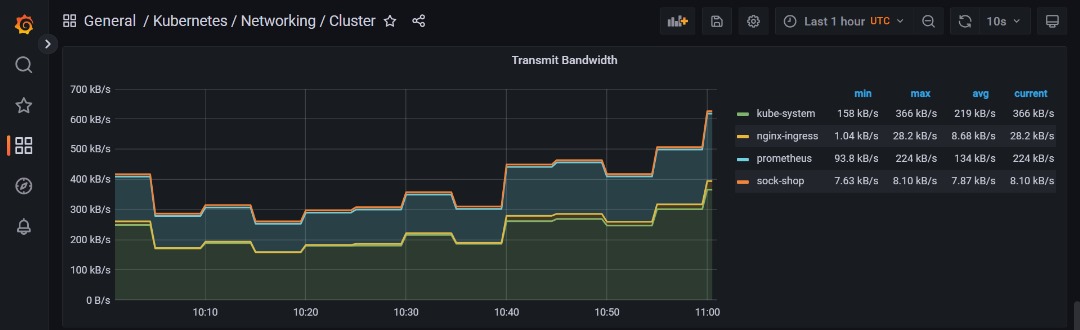 General / Kubernetes / Networking / Cluster
Last 1 hour UTC
10s
Transmit Bandwidth
700 kB/s
600 kB/s
500 kB/s
400 kB/s
300 kB/s
200 kB/s
100 kB/s
0 B/s
10:10 10:20 10:30 10:40 10:50 11:00
min max avg current
kube-system 158 kB/s 366 kB/s 219 kB/s 366 kB/s
nginx-ingress 1.04 kB/s 28.2 kB/s 8.68 kB/s 28.2 kB/s
prometheus 93.8 kB/s 224 kB/s 134 kB/s 224 kB/s
sock-shop 7.63 kB/s 8.10 kB/s 7.87 kB/s 8.10 kB/s